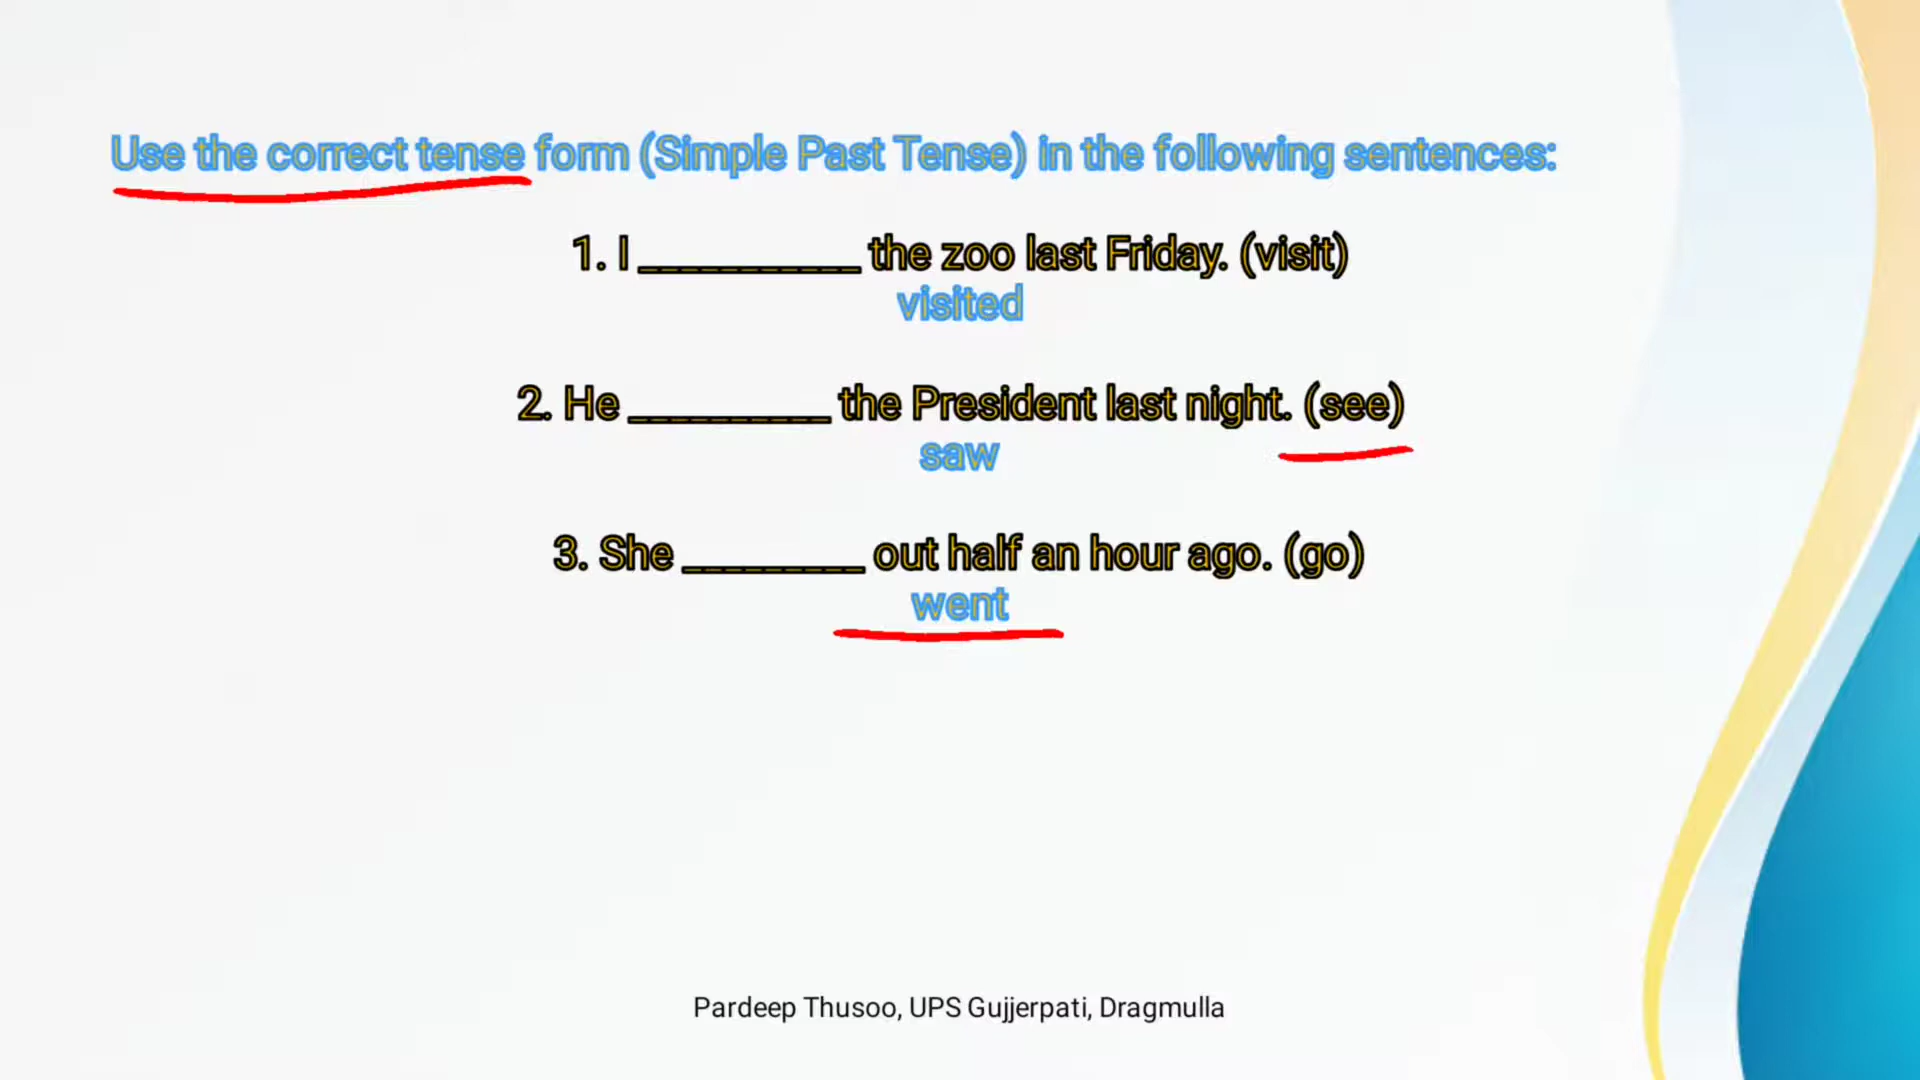 Use the correct tense form (Simple Past Tense) in the following sentences:
1. I ___________ the zoo last Friday. (visit)
visited
2. He __________ the President last night. (see)
saw
3. She _________ out half an hour ago. (go)
went
Pardeep Thusoo, UPS Gujjerpati, Dragmulla